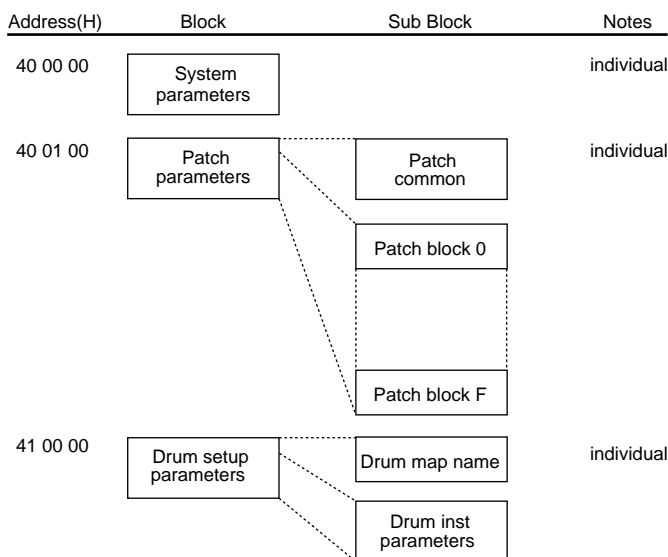 Address(H) Block Sub Block Notes
40 00 00 System parameters individual
40 01 00 Patch parameters Patch common individual
Patch block 0
Patch block F
41 00 00 Drum setup parameters Drum map name individual
Drum inst parameters